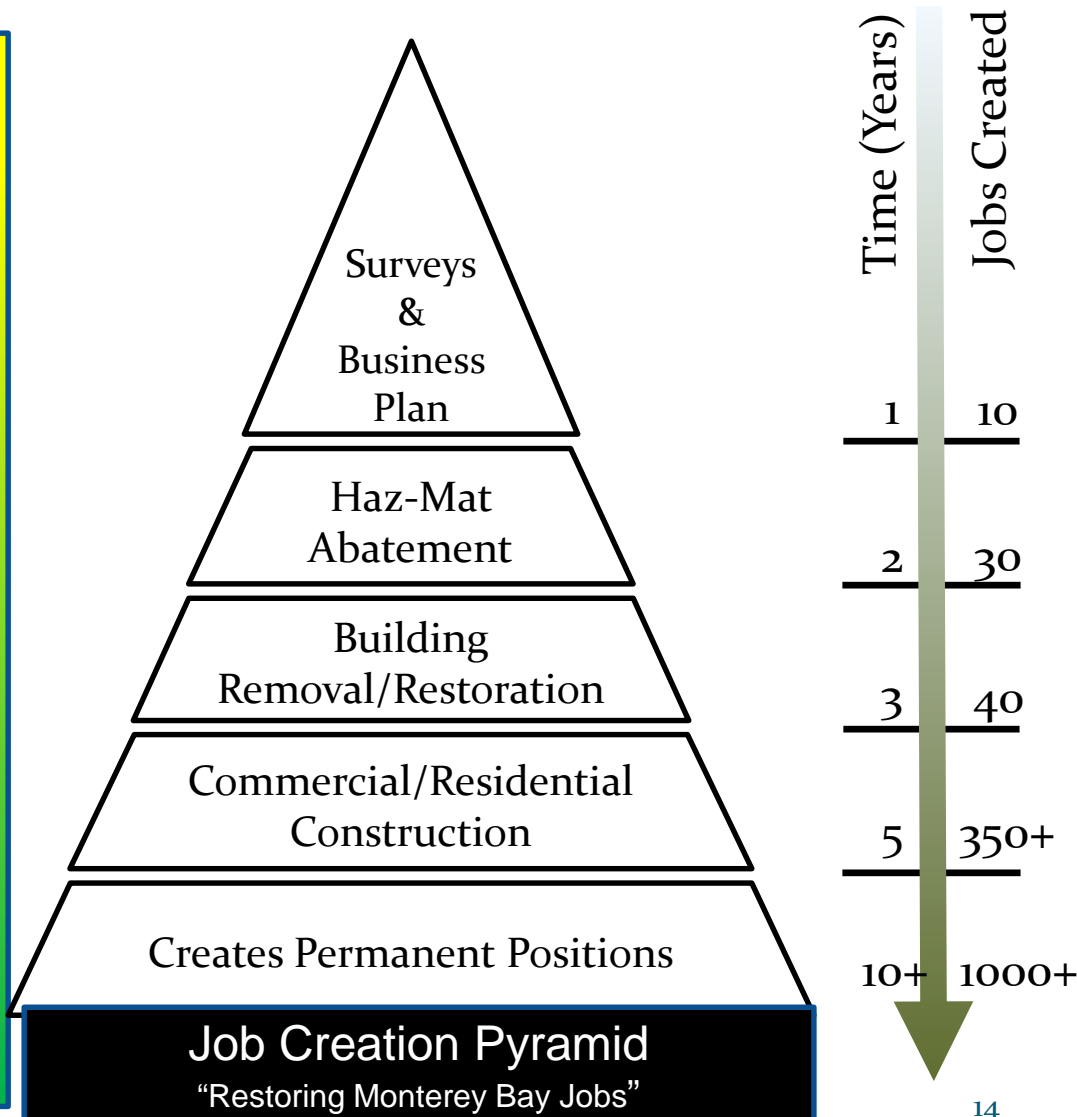 Time (Years)
Jobs Created
Surveys
&
Business
Plan
1 10
Haz-Mat
Abatement
2 30
Building
Removal/Restoration
3 40
Commercial/Residential
Construction
5 350+
Creates Permanent Positions
10+ 1000+
Job Creation Pyramid
“Restoring Monterey Bay Jobs”
14